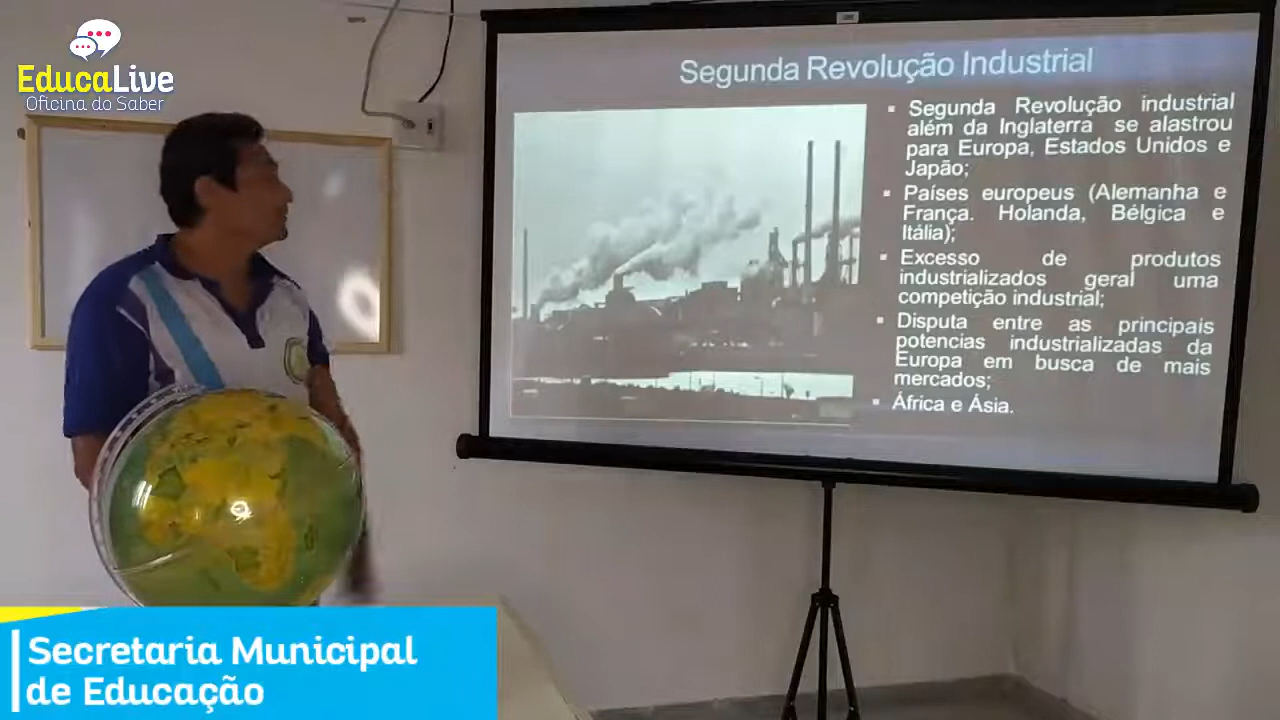 EducaLive
Oficina do Saber
Segunda Revolução Industrial
▪ Segunda Revolução industrial
além da Inglaterra se alastrou
para Europa, Estados Unidos e
Japão;
▪ Países europeus (Alemanha e
França. Holanda, Bélgica e
Itália);
▪ Excesso de produtos
industrializados geral uma
competição industrial;
▪ Disputa entre as principais
potencias industrializadas da
Europa em busca de mais
mercados;
▪ África e Ásia.
Secretaria Municipal
de Educação